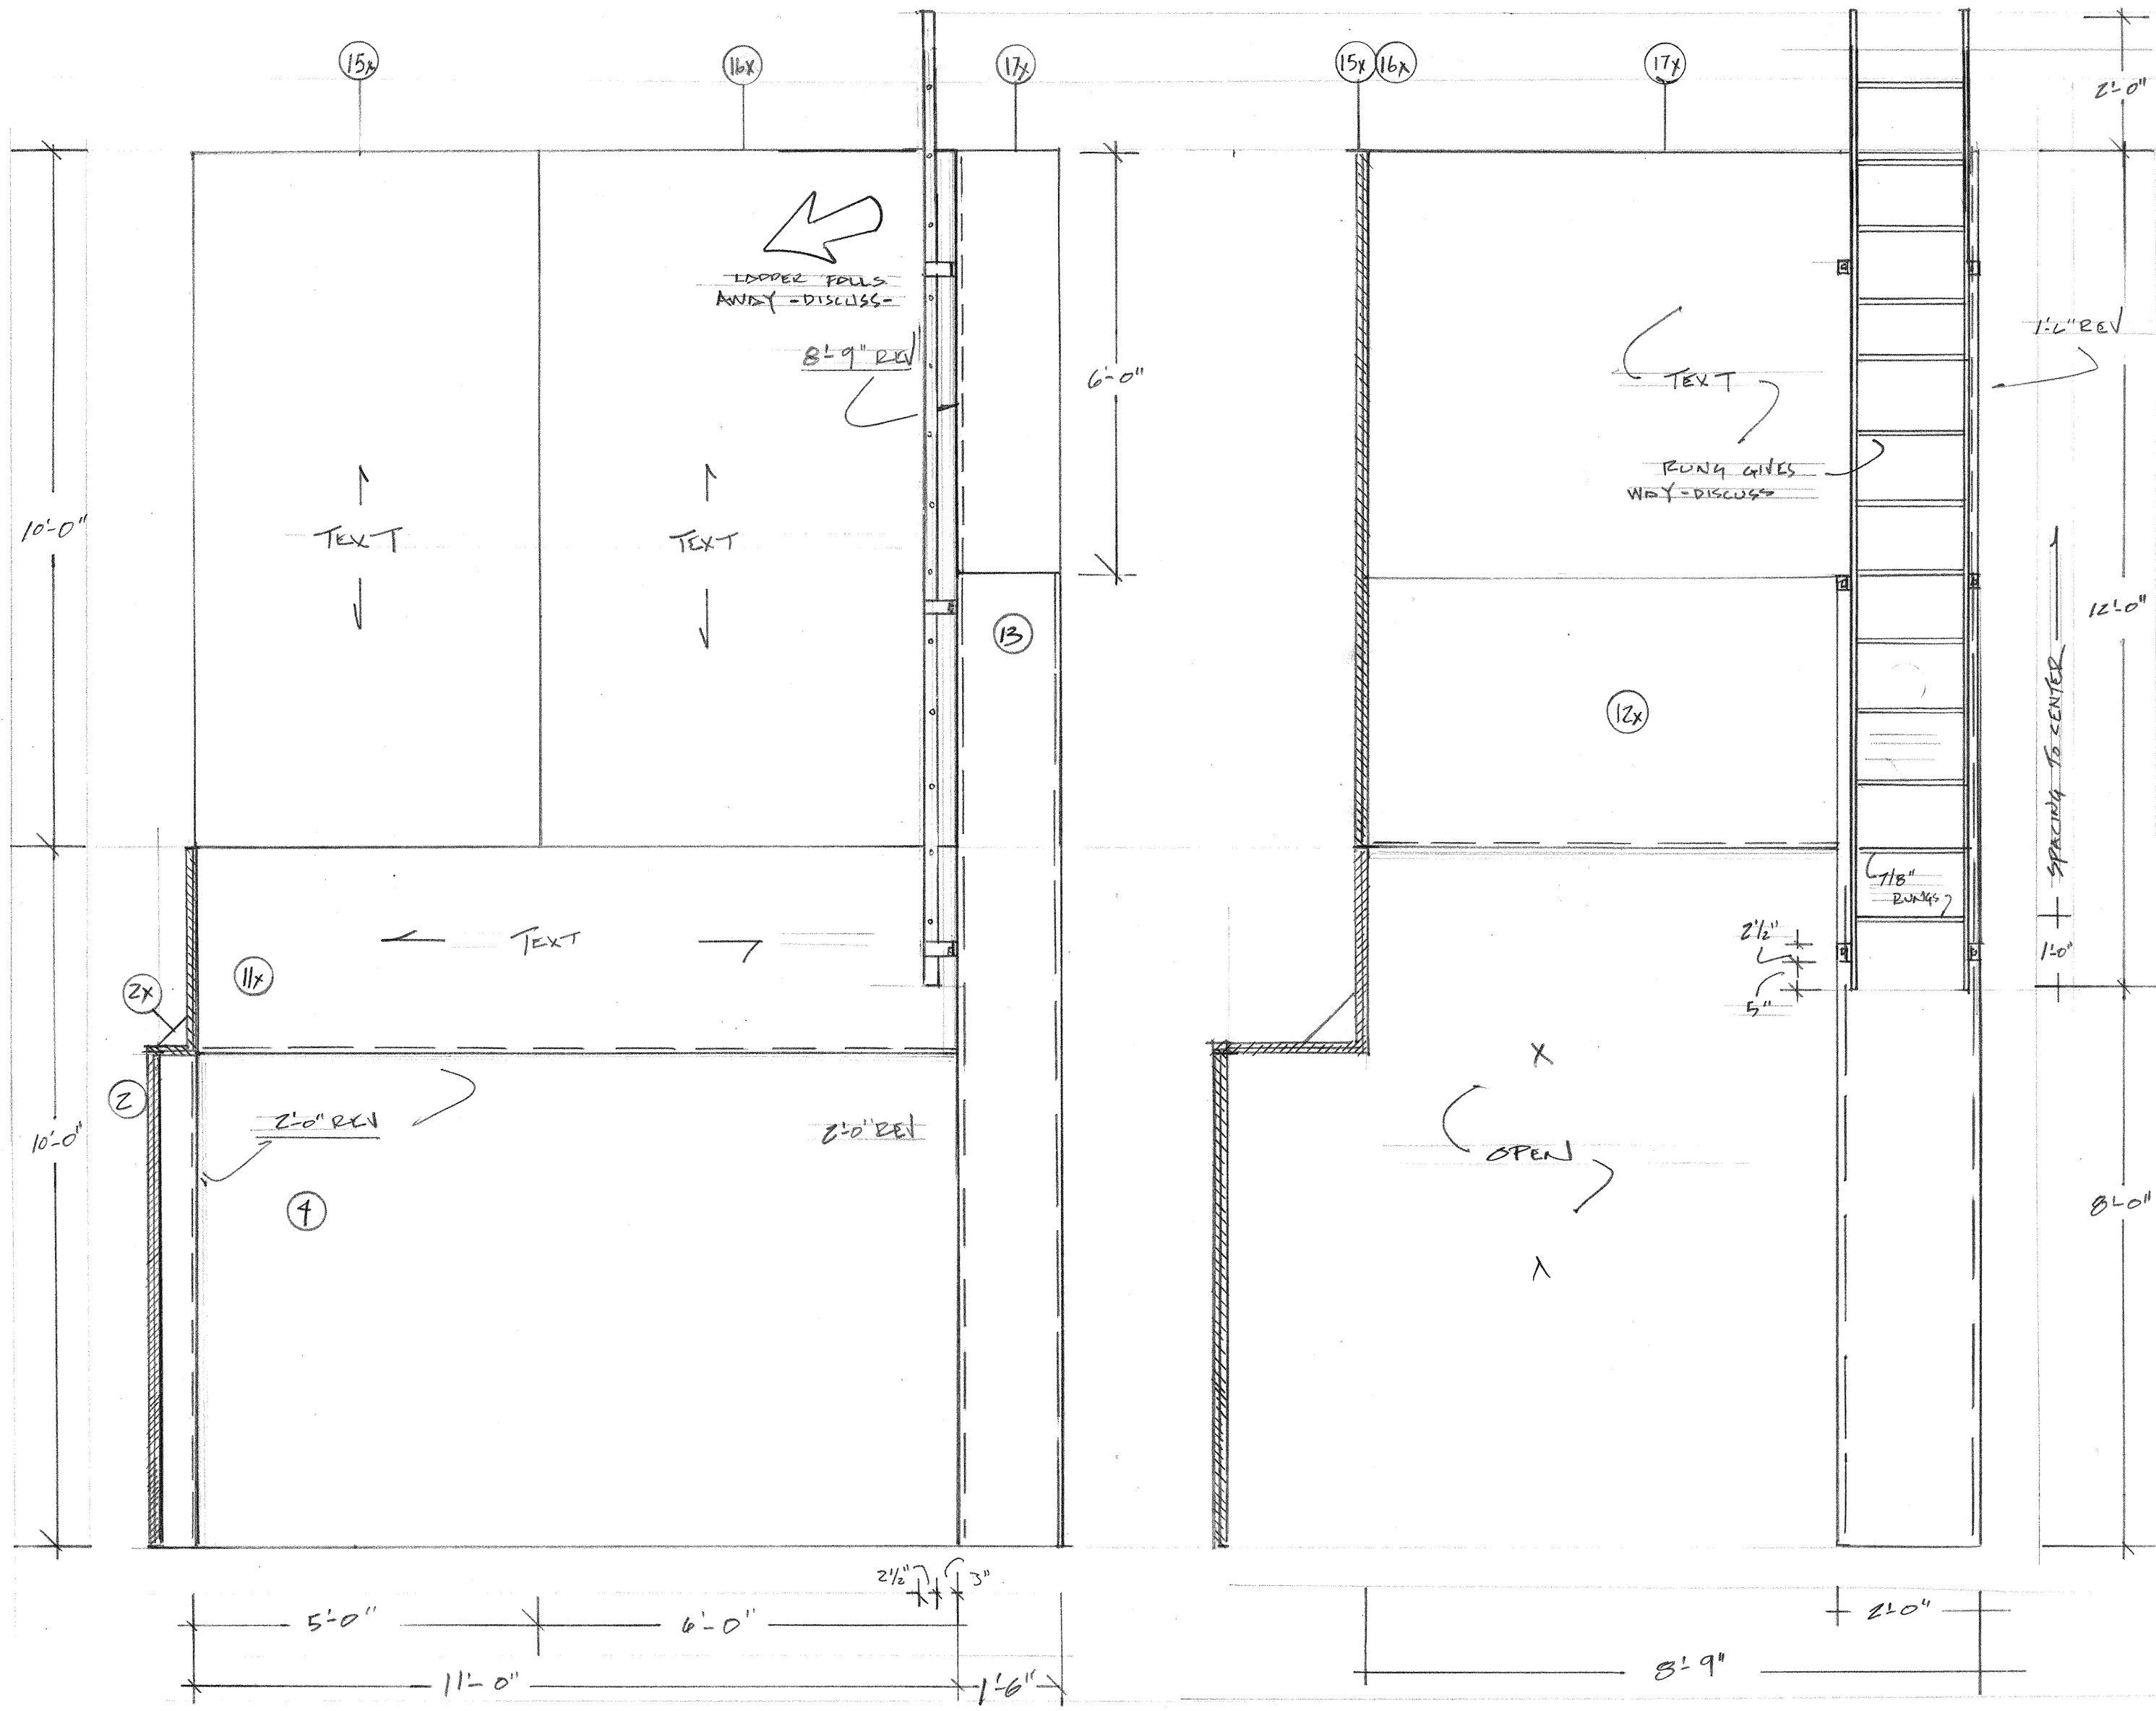 15x
16x
17x
15x 16x
17x
2'-0"
LADDER FALLS
AWAY -DISCUSS-
8'-9" REV
6'-0"
TEXT
RUNG GIVES
WAY -DISCUSS
10'-0"
TEXT
TEXT
13
12x
12'-0"
SPACING TO CENTER
7/8"
RUNGS
2 1/2"
1'-0"
5"
TEXT
11x
2x
2
10'-0"
2'-0" REV
2'-0" REV
4
X
OPEN
8'-0"
2 1/2"
3"
5'-0"
6'-0"
2'-0"
11'-0"
1'-6"
8'-9"